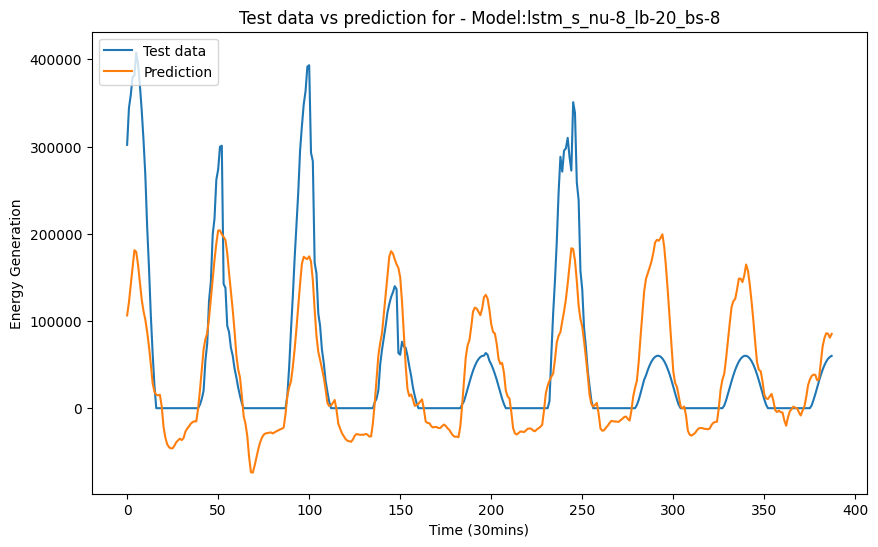 Test data vs prediction for - Model:lstm_s_nu-8_lb-20_bs-8
Test data
Prediction
400000
300000
200000
100000
0
Energy Generation
0 50 100 150 200 250 300 350 400
Time (30mins)